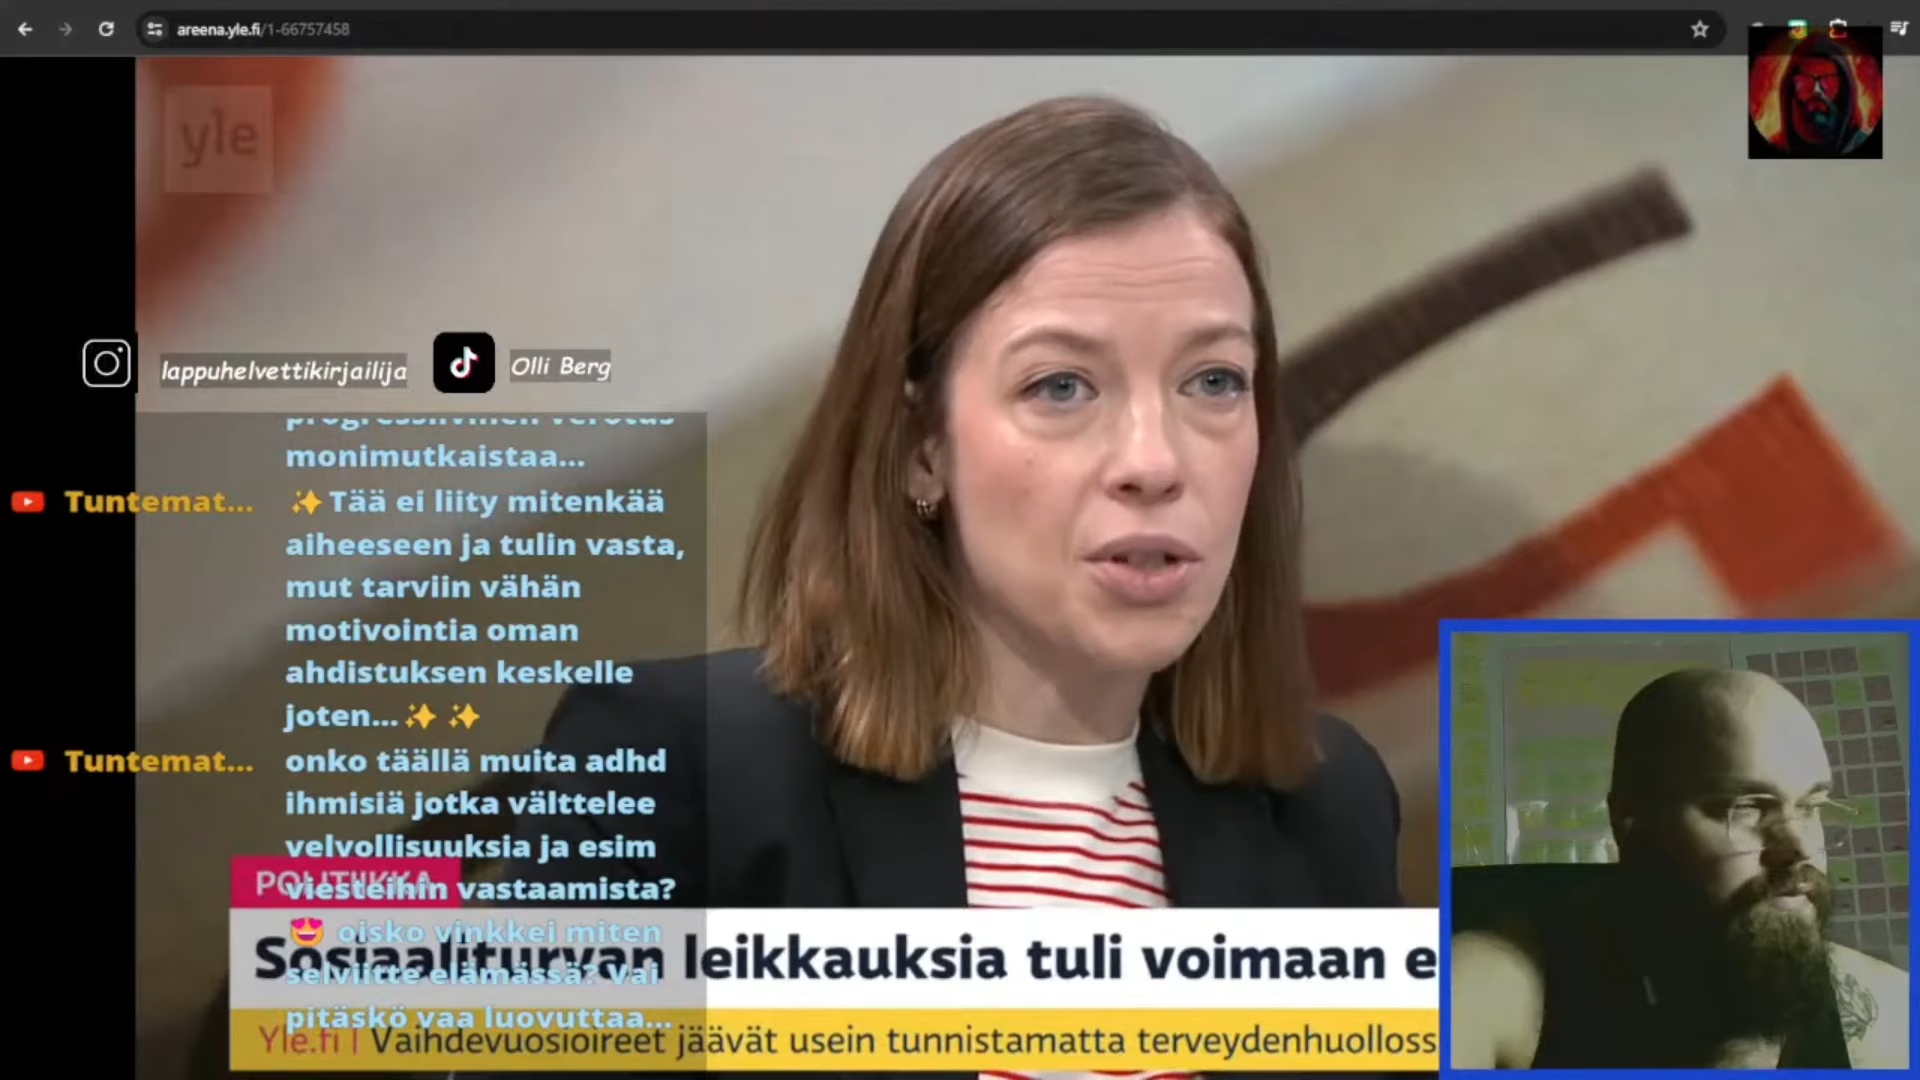 areena.yle.fi/1-66757458
yle
lappuhelvettikirjailija
Olli Berg
progressiivinen verotus
monimutkaistaa...
Tuntemat... ✨ Tää ei liity mitenkää
aiheeseen ja tulin vasta,
mut tarviin vähän
motivointia oman
ahdistuksen keskelle
joten...✨ ✨
Tuntemat... onko täällä muita adhd
ihmisiä jotka välttelee
velvollisuuksia ja esim
viesteihin vastaamista?
😍 oisko vinkkei miten
selviitte elämässä? Vai
pitäskö vaa luovuttaa...
POLITIIKKA
Sosiaaliturvan leikkauksia tuli voimaan e
Yle.fi | Vaihdevuosioireet jäävät usein tunnistamatta terveydenhuolloss